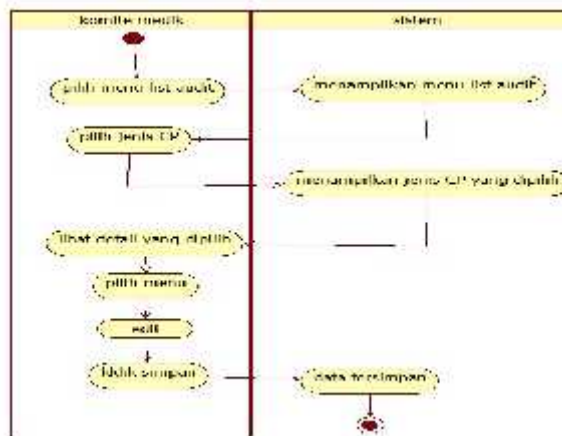 komite medik
sistem
pilih menu list audit
menampilkan menu list audit
pilih jenis CP
menampilkan jenis CP yang dipilih
lihat detail yang dipilih
pilih menu
edit
klik simpan
data tersimpan